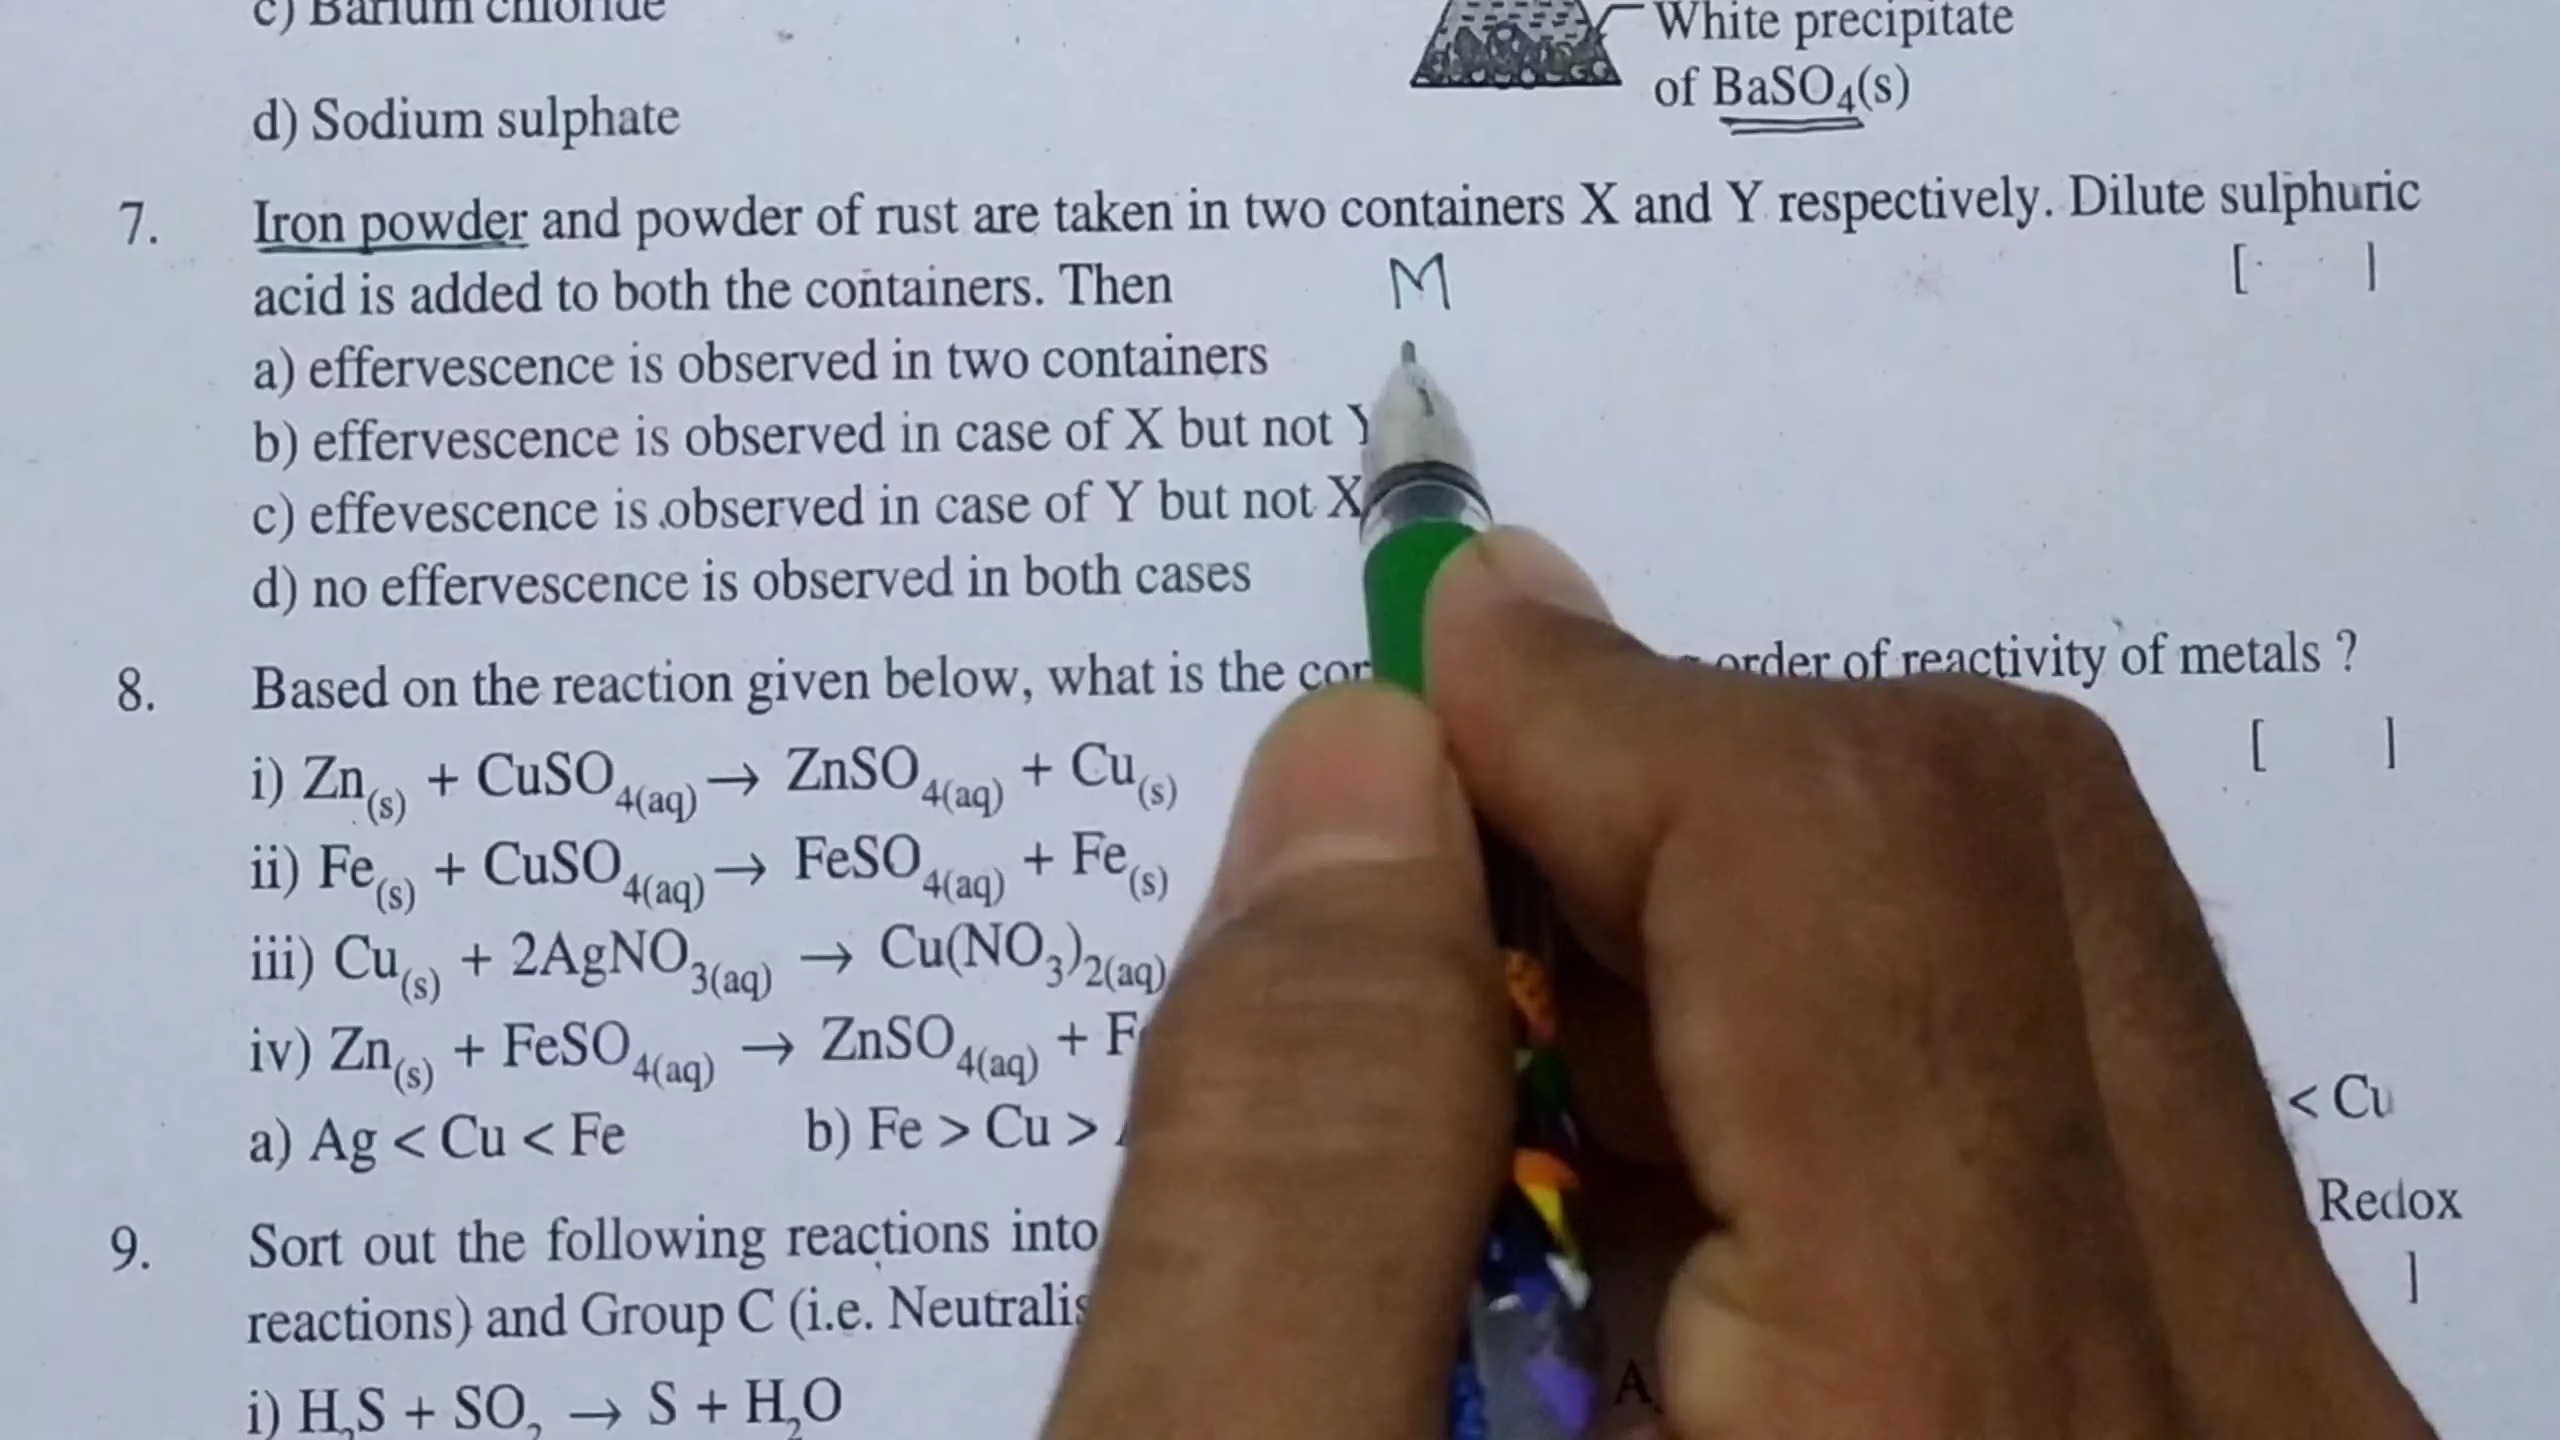 c) Barium chloride
White precipitate
of BaSO4(s)
d) Sodium sulphate
7. Iron powder and powder of rust are taken in two containers X and Y respectively. Dilute sulphuric
acid is added to both the containers. Then [ ]
M
a) effervescence is observed in two containers
b) effervescence is observed in case of X but not Y
c) effevescence is observed in case of Y but not X
d) no effervescence is observed in both cases
8. Based on the reaction given below, what is the order of reactivity of metals ?
[ ]
i) Zn(s) + CuSO4(aq) → ZnSO4(aq) + Cu(s)
ii) Fe(s) + CuSO4(aq) → FeSO4(aq) + Fe(s)
iii) Cu(s) + 2AgNO3(aq) → Cu(NO3)2(aq)
iv) Zn(s) + FeSO4(aq) → ZnSO4(aq) +
a) Ag < Cu < Fe b) Fe > Cu > < Cu
9. Sort out the following reactions into Redox
reactions) and Group C (i.e. ]
i) H2S + SO2 → S + H2O
A